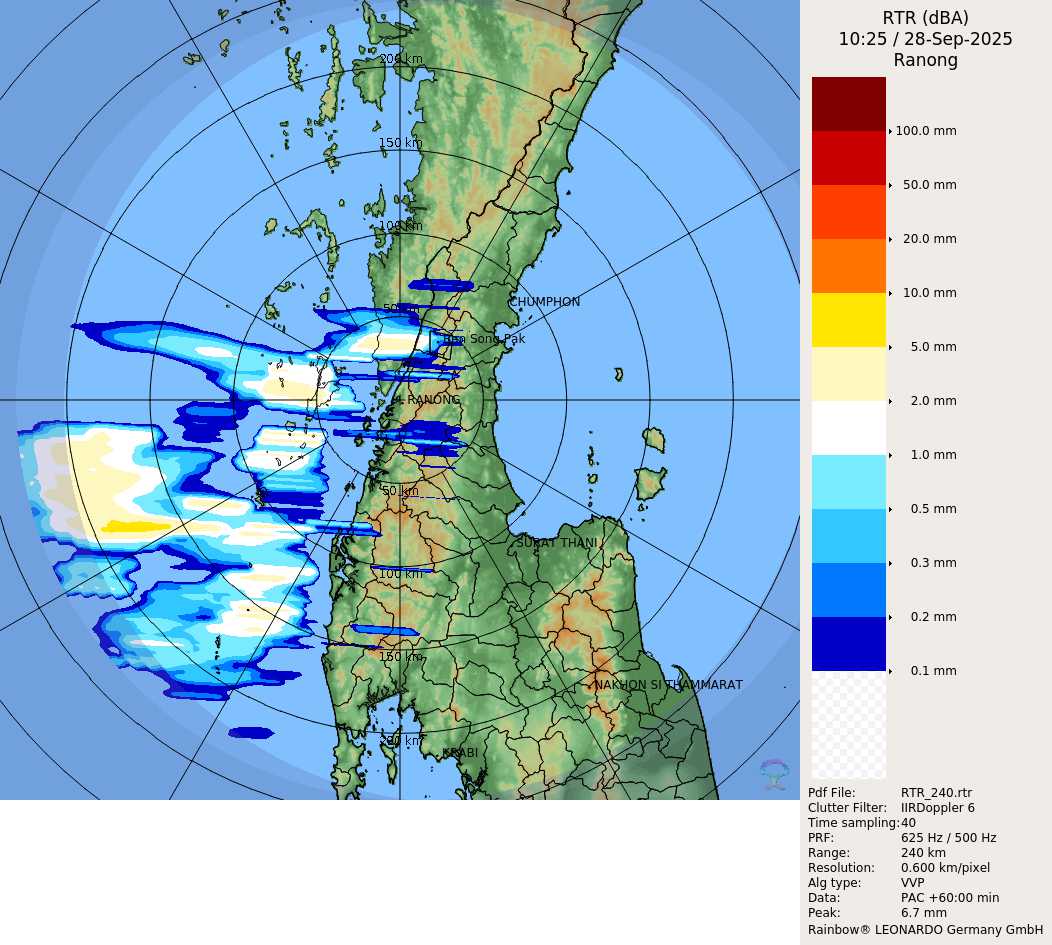 RTR (dBA)
10:25 / 28-Sep-2025
Ranong
200 km
150 km
100 km
CHUMPHON
Ban Song Pak
RANONG
50 km
SURAT THANI
100 km
150 km
NAKHON SI THAMMARAT
200 km
KRABI
100.0 mm
50.0 mm
20.0 mm
10.0 mm
5.0 mm
2.0 mm
1.0 mm
0.5 mm
0.3 mm
0.2 mm
0.1 mm
Pdf File: RTR_240.rtr
Clutter Filter: IIRDoppler 6
Time sampling:40
PRF: 625 Hz / 500 Hz
Range: 240 km
Resolution: 0.600 km/pixel
Alg type: VVP
Data: PAC +60:00 min
Peak: 6.7 mm
Rainbow® LEONARDO Germany GmbH